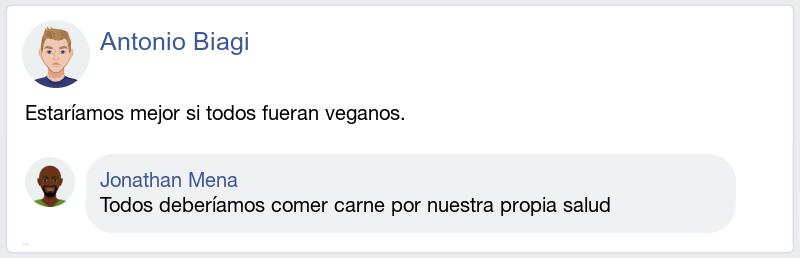 Antonio Biagi
Estaríamos mejor si todos fueran veganos.
Jonathan Mena
Todos deberíamos comer carne por nuestra propia salud